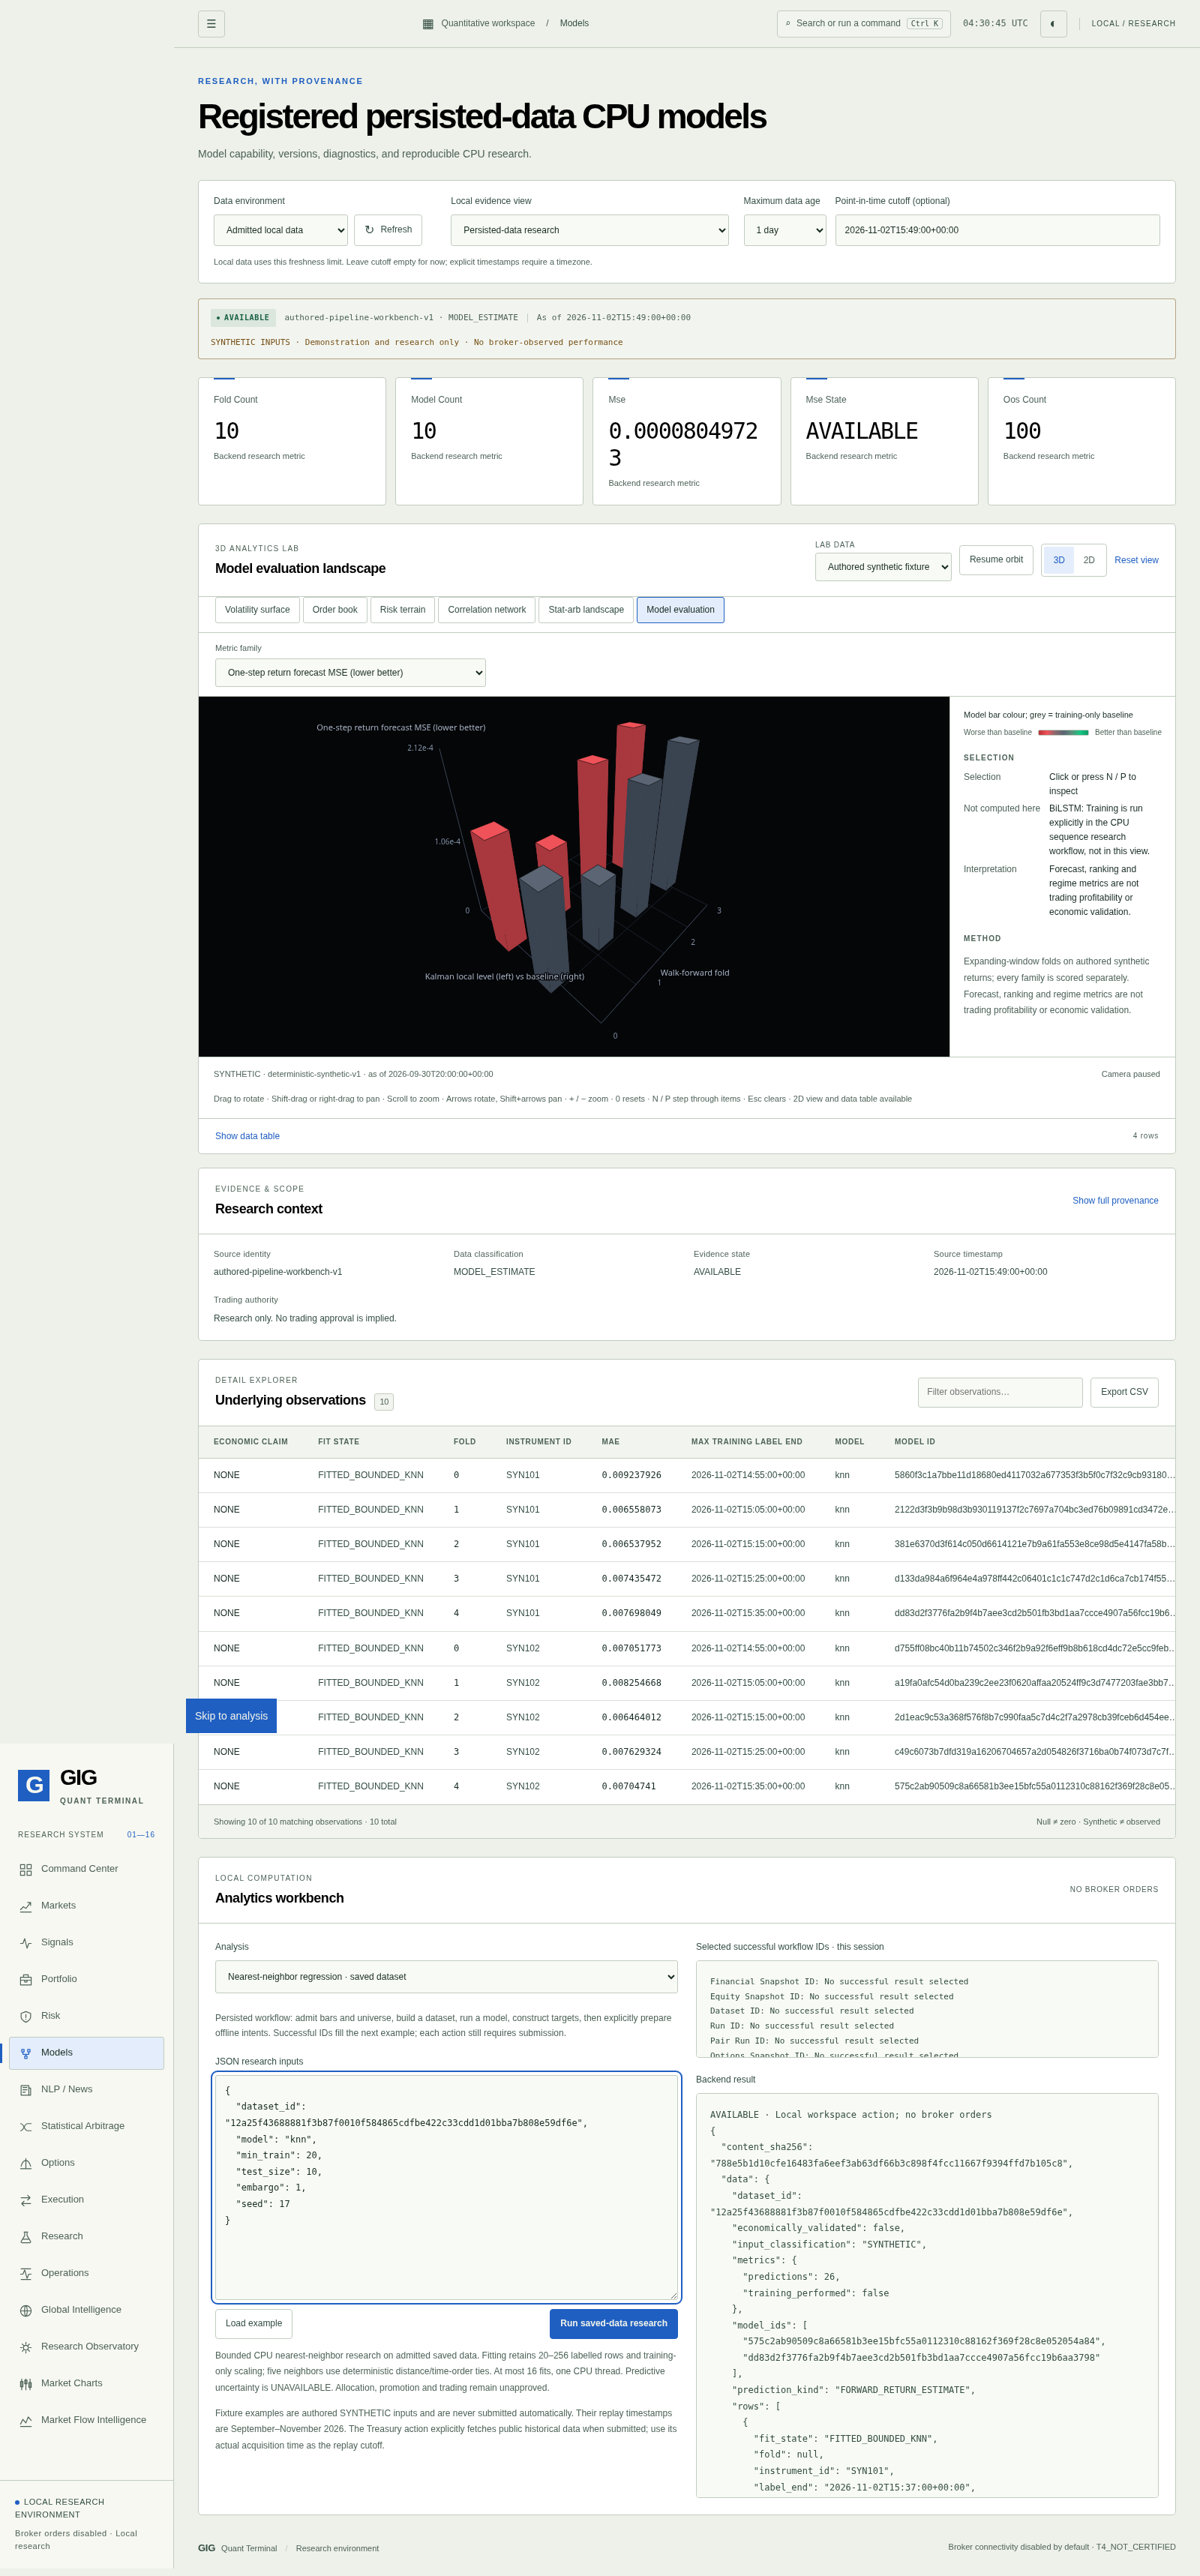 ☰
Quantitative workspace / Models
Search or run a command Ctrl K
04:30:45 UTC
LOCAL / RESEARCH
RESEARCH, WITH PROVENANCE
Registered persisted-data CPU models
Model capability, versions, diagnostics, and reproducible CPU research.
Data environment
Admitted local data
↻ Refresh
Local evidence view
Persisted-data research
Maximum data age
1 day
Point-in-time cutoff (optional)
2026-11-02T15:49:00+00:00
Local data uses this freshness limit. Leave cutoff empty for now; explicit timestamps require a timezone.
AVAILABLE authored-pipeline-workbench-v1 · MODEL_ESTIMATE | As of 2026-11-02T15:49:00+00:00
SYNTHETIC INPUTS · Demonstration and research only · No broker-observed performance
Fold Count
10
Backend research metric
Model Count
10
Backend research metric
Mse
0.0000804972
3
Backend research metric
Mse State
AVAILABLE
Backend research metric
Oos Count
100
Backend research metric
3D ANALYTICS LAB
Model evaluation landscape
LAB DATA
Authored synthetic fixture
Resume orbit
3D 2D
Reset view
Volatility surface
Order book
Risk terrain
Correlation network
Stat-arb landscape
Model evaluation
Metric family
One-step return forecast MSE (lower better)
One-step return forecast MSE (lower better)
2.12e-4
1.06e-4
0
3
2
1
0
Kalman local level (left) vs baseline (right)
Walk-forward fold
Model bar colour; grey = training-only baseline
Worse than baseline Better than baseline
SELECTION
Selection Click or press N / P to
inspect
Not computed here BiLSTM: Training is run
explicitly in the CPU
sequence research
workflow, not in this view.
Interpretation Forecast, ranking and
regime metrics are not
trading profitability or
economic validation.
METHOD
Expanding-window folds on authored synthetic
returns; every family is scored separately.
Forecast, ranking and regime metrics are not
trading profitability or economic validation.
SYNTHETIC · deterministic-synthetic-v1 · as of 2026-09-30T20:00:00+00:00
Camera paused
Drag to rotate · Shift-drag or right-drag to pan · Scroll to zoom · Arrows rotate, Shift+arrows pan · + / − zoom · 0 resets · N / P step through items · Esc clears · 2D view and data table available
Show data table
4 rows
EVIDENCE & SCOPE
Research context
Show full provenance
Source identity
authored-pipeline-workbench-v1
Data classification
MODEL_ESTIMATE
Evidence state
AVAILABLE
Source timestamp
2026-11-02T15:49:00+00:00
Trading authority
Research only. No trading approval is implied.
DETAIL EXPLORER
Underlying observations 10
Filter observations…
Export CSV
ECONOMIC CLAIM FIT STATE FOLD INSTRUMENT ID MAE MAX TRAINING LABEL END MODEL MODEL ID
NONE FITTED_BOUNDED_KNN 0 SYN101 0.009237926 2026-11-02T14:55:00+00:00 knn 5860f3c1a7bbe11d18680ed4117032a677353f3b5f0c7f32c9cb93180…
NONE FITTED_BOUNDED_KNN 1 SYN101 0.006558073 2026-11-02T15:05:00+00:00 knn 2122d3f3b9b98d3b930119137f2c7697a704bc3ed76b09891cd3472e…
NONE FITTED_BOUNDED_KNN 2 SYN101 0.006537952 2026-11-02T15:15:00+00:00 knn 381e6370d3f614c050d6614121e7b9a61fa553e8ce98d5e4147fa58b…
NONE FITTED_BOUNDED_KNN 3 SYN101 0.007435472 2026-11-02T15:25:00+00:00 knn d133da984a6f964e4a978ff442c06401c1c1c747d2c1d6ca7cb174f55…
NONE FITTED_BOUNDED_KNN 4 SYN101 0.007698049 2026-11-02T15:35:00+00:00 knn dd83d2f3776fa2b9f4b7aee3cd2b501fb3bd1aa7ccce4907a56fcc19b6…
NONE FITTED_BOUNDED_KNN 0 SYN102 0.007051773 2026-11-02T14:55:00+00:00 knn d755ff08bc40b11b74502c346f2b9a92f6eff9b8b618cd4dc72e5cc9feb…
NONE FITTED_BOUNDED_KNN 1 SYN102 0.008254668 2026-11-02T15:05:00+00:00 knn a19fa0afc54d0ba239c2ee23f0620affaa20524ff9c3d7477203fae3bb7…
Skip to analysis
FITTED_BOUNDED_KNN 2 SYN102 0.006464012 2026-11-02T15:15:00+00:00 knn 2d1eac9c53a368f576f8b7c990faa5c7d4c2f7a2978cb39fceb6d454ee…
NONE FITTED_BOUNDED_KNN 3 SYN102 0.007629324 2026-11-02T15:25:00+00:00 knn c49c6073b7dfd319a16206704657a2d054826f3716ba0b74f073d7c7f…
NONE FITTED_BOUNDED_KNN 4 SYN102 0.00704741 2026-11-02T15:35:00+00:00 knn 575c2ab90509c8a66581b3ee15bfc55a0112310c88162f369f28c8e05…
Showing 10 of 10 matching observations · 10 total
Null ≠ zero · Synthetic ≠ observed
G GIG
QUANT TERMINAL
RESEARCH SYSTEM 01—16
Command Center
Markets
Signals
Portfolio
Risk
Models
NLP / News
Statistical Arbitrage
Options
Execution
Research
Operations
Global Intelligence
Research Observatory
Market Charts
Market Flow Intelligence
LOCAL RESEARCH
ENVIRONMENT
Broker orders disabled · Local
research
LOCAL COMPUTATION
Analytics workbench
NO BROKER ORDERS
Analysis
Nearest-neighbor regression · saved dataset
Persisted workflow: admit bars and universe, build a dataset, run a model, construct targets, then explicitly prepare
offline intents. Successful IDs fill the next example; each action still requires submission.
JSON research inputs
{
"dataset_id":
"12a25f43688881f3b87f0010f584865cdfbe422c33cdd1d01bba7b808e59df6e",
"model": "knn",
"min_train": 20,
"test_size": 10,
"embargo": 1,
"seed": 17
}
Load example
Run saved-data research
Bounded CPU nearest-neighbor research on admitted saved data. Fitting retains 20–256 labelled rows and training-
only scaling; five neighbors use deterministic distance/time-order ties. At most 16 fits, one CPU thread. Predictive
uncertainty is UNAVAILABLE. Allocation, promotion and trading remain unapproved.
Fixture examples are authored SYNTHETIC inputs and are never submitted automatically. Their replay timestamps
are September–November 2026. The Treasury action explicitly fetches public historical data when submitted; use its
actual acquisition time as the replay cutoff.
Selected successful workflow IDs · this session
Financial Snapshot ID: No successful result selected
Equity Snapshot ID: No successful result selected
Dataset ID: No successful result selected
Run ID: No successful result selected
Pair Run ID: No successful result selected
Options Snapshot ID: No successful result selected
Backend result
AVAILABLE · Local workspace action; no broker orders
{
"content_sha256":
"788e5b1d10cfe16483fa6eef3ab63df66b3c898f4fcc11667f9394ffd7b105c8",
"data": {
"dataset_id":
"12a25f43688881f3b87f0010f584865cdfbe422c33cdd1d01bba7b808e59df6e",
"economically_validated": false,
"input_classification": "SYNTHETIC",
"metrics": {
"predictions": 26,
"training_performed": false
},
"model_ids": [
"575c2ab90509c8a66581b3ee15bfc55a0112310c88162f369f28c8e052054a84",
"dd83d2f3776fa2b9f4b7aee3cd2b501fb3bd1aa7ccce4907a56fcc19b6aa3798"
],
"prediction_kind": "FORWARD_RETURN_ESTIMATE",
"rows": [
{
"fit_state": "FITTED_BOUNDED_KNN",
"fold": null,
"instrument_id": "SYN101",
"label_end": "2026-11-02T15:37:00+00:00",
GIG Quant Terminal / Research environment
Broker connectivity disabled by default · T4_NOT_CERTIFIED